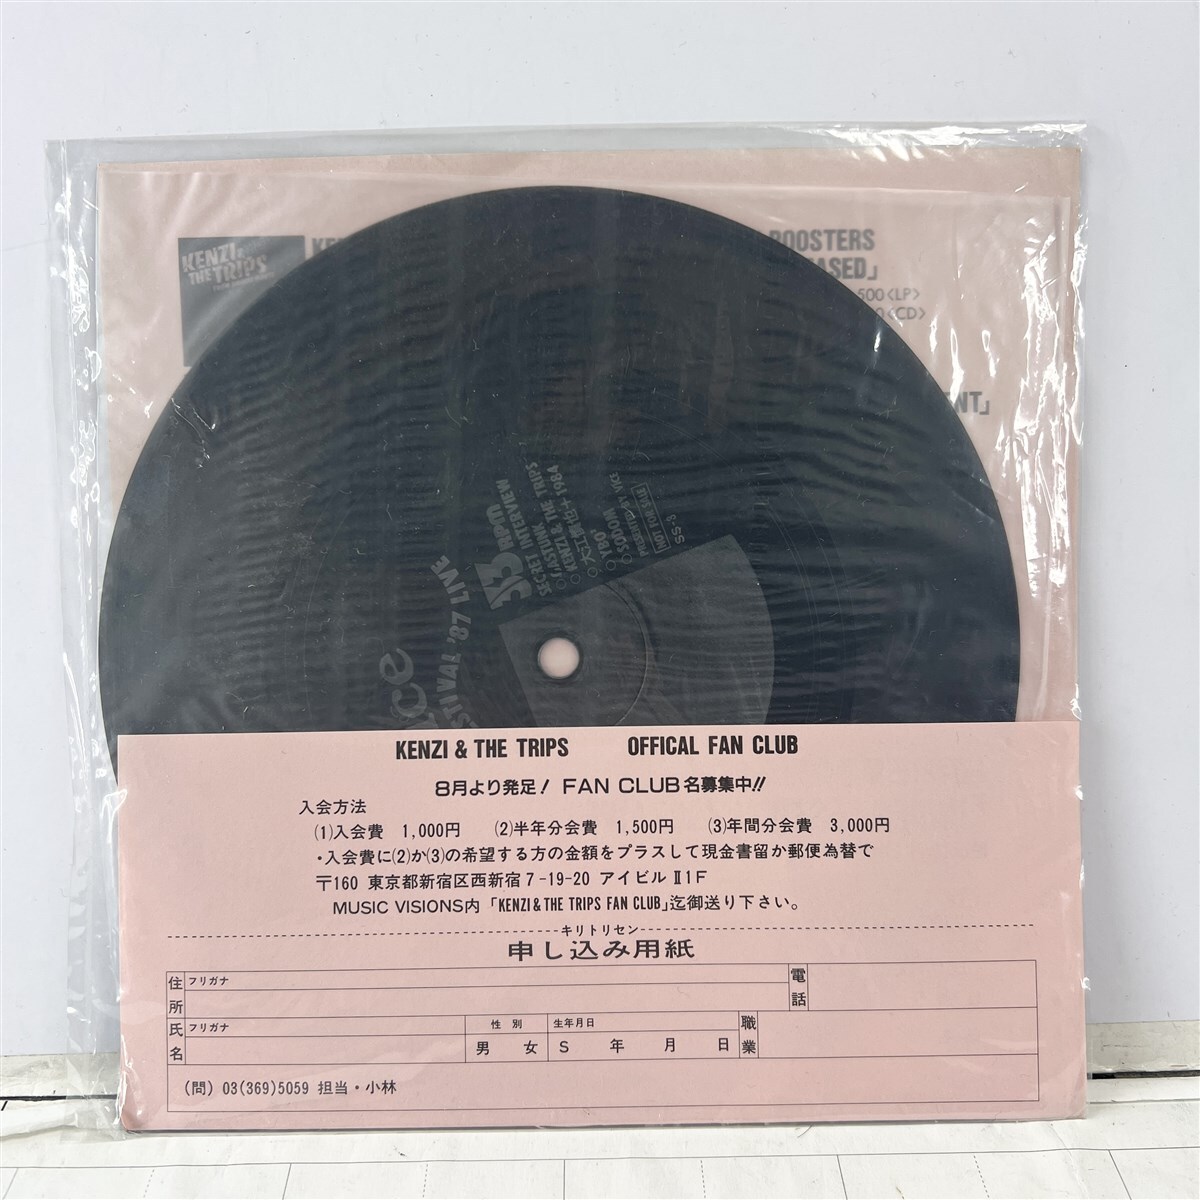 KENZI &
THE TRIPS
ROOSTERS
500<LP>
<CD>
33 RPM
SECRET INTERVIEW
KENZI & THE TRIPS
SODOM
PRESENTED BY VICE
NOT FOR SALE
SS-3
'87 LIVE
KENZI & THE TRIPS OFFICAL FAN CLUB
8月より発足! FAN CLUB名募集中!!
入会方法
(1)入会費 1,000円 (2)半年分会費 1,500円 (3)年間分会費 3,000円
・入会費に(2)か(3)の希望する方の金額をプラスして現金書留か郵便為替で
〒160 東京都新宿区西新宿7-19-20 アイビルⅡ1F
MUSIC VISIONS内「KENZI&THE TRIPS FAN CLUB」迄御送り下さい。
キリトリセン
申し込み用紙
住所 フリガナ 電話
氏名 フリガナ 性別 生年月日 職業
男 女 S 年 月 日
(問) 03(369)5059 担当・小林